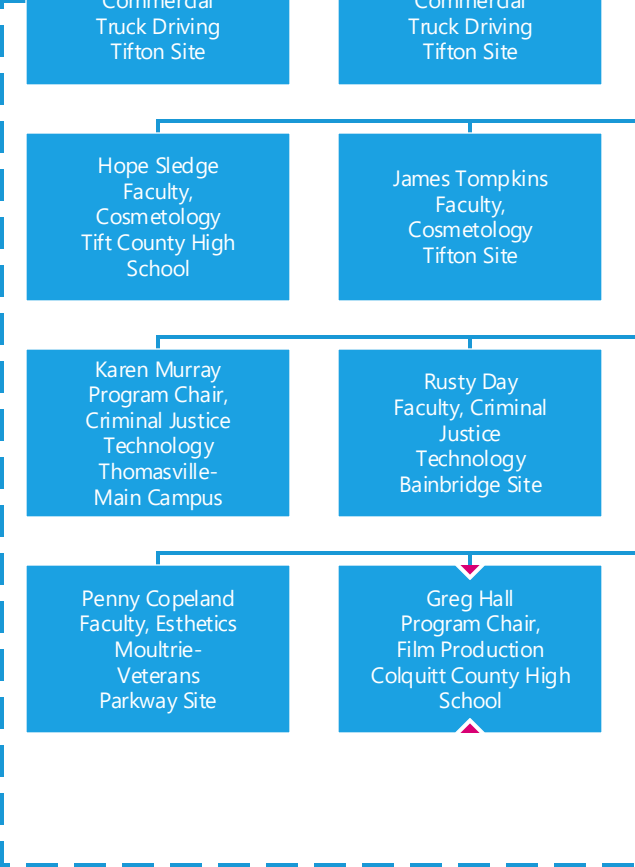 Commercial
Truck Driving
Tifton Site
Commercial
Truck Driving
Tifton Site
Hope Sledge
Faculty,
Cosmetology
Tift County High
School
James Tompkins
Faculty,
Cosmetology
Tifton Site
Karen Murray
Program Chair,
Criminal Justice
Technology
Thomasville-
Main Campus
Rusty Day
Faculty, Criminal
Justice
Technology
Bainbridge Site
Penny Copeland
Faculty, Esthetics
Moultrie-
Veterans
Parkway Site
Greg Hall
Program Chair,
Film Production
Colquitt County High
School